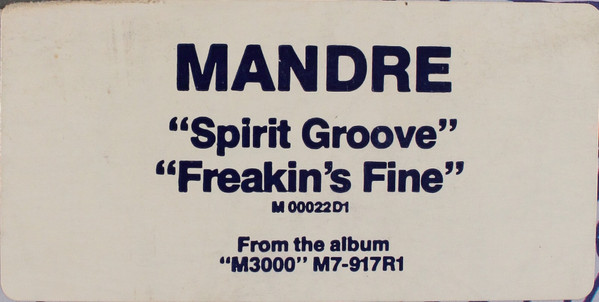 MANDRE
“Spirit Groove”
“Freakin’s Fine”
M 00022D1
From the album
“M3000” M7-917R1